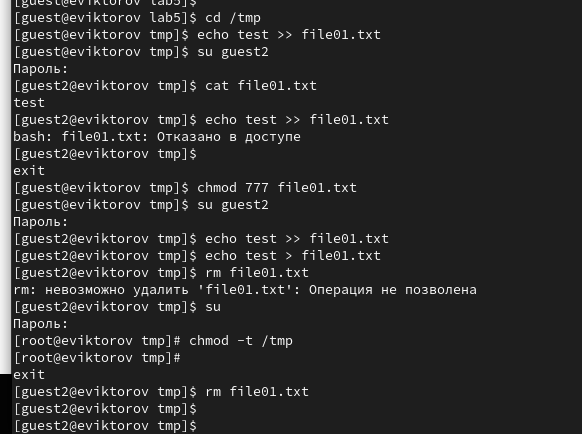 [guest@eviktorov lab5]$
[guest@eviktorov lab5]$ cd /tmp
[guest@eviktorov tmp]$ echo test >> file01.txt
[guest@eviktorov tmp]$ su guest2
Пароль:
[guest2@eviktorov tmp]$ cat file01.txt
test
[guest2@eviktorov tmp]$ echo test >> file01.txt
bash: file01.txt: Отказано в доступе
[guest2@eviktorov tmp]$
exit
[guest@eviktorov tmp]$ chmod 777 file01.txt
[guest@eviktorov tmp]$ su guest2
Пароль:
[guest2@eviktorov tmp]$ echo test >> file01.txt
[guest2@eviktorov tmp]$ echo test > file01.txt
[guest2@eviktorov tmp]$ rm file01.txt
rm: невозможно удалить 'file01.txt': Операция не позволена
[guest2@eviktorov tmp]$ su
Пароль:
[root@eviktorov tmp]# chmod -t /tmp
[root@eviktorov tmp]#
exit
[guest2@eviktorov tmp]$ rm file01.txt
[guest2@eviktorov tmp]$
[guest2@eviktorov tmp]$